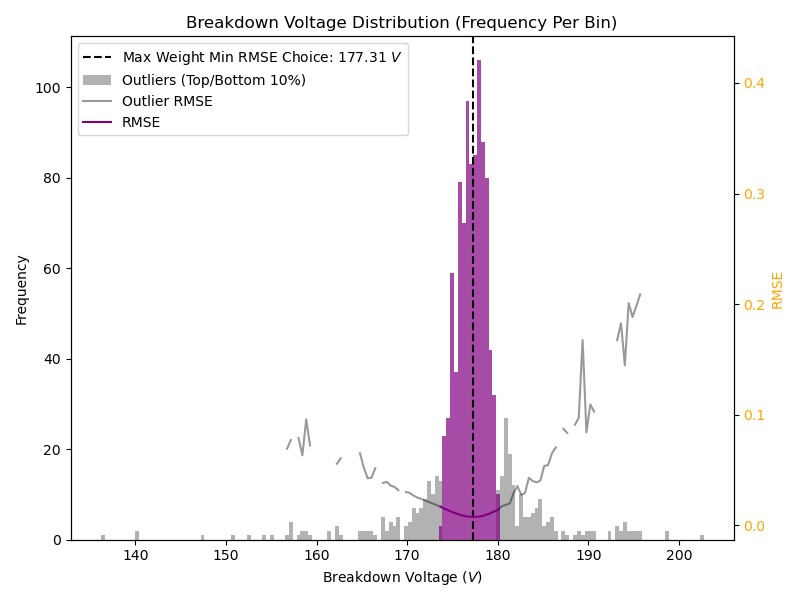 Breakdown Voltage Distribution (Frequency Per Bin)
Max Weight Min RMSE Choice: 177.31 V
Outliers (Top/Bottom 10%)
Outlier RMSE
RMSE
Frequency
0
20
40
60
80
100
140
150
160
170
180
190
200
Breakdown Voltage (V)
0.0
0.1
0.2
0.3
0.4
RMSE